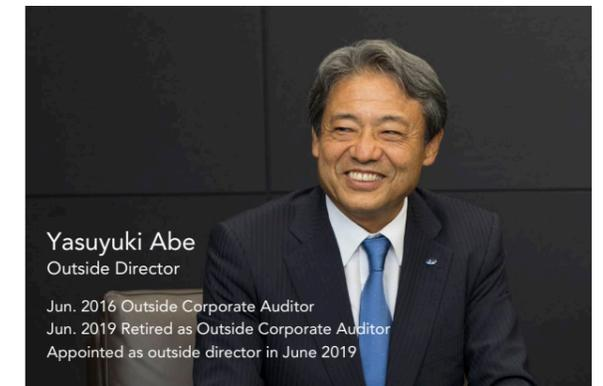 Yasuyuki Abe
Outside Director
Jun. 2016 Outside Corporate Auditor
Jun. 2019 Retired as Outside Corporate Auditor
Appointed as outside director in June 2019